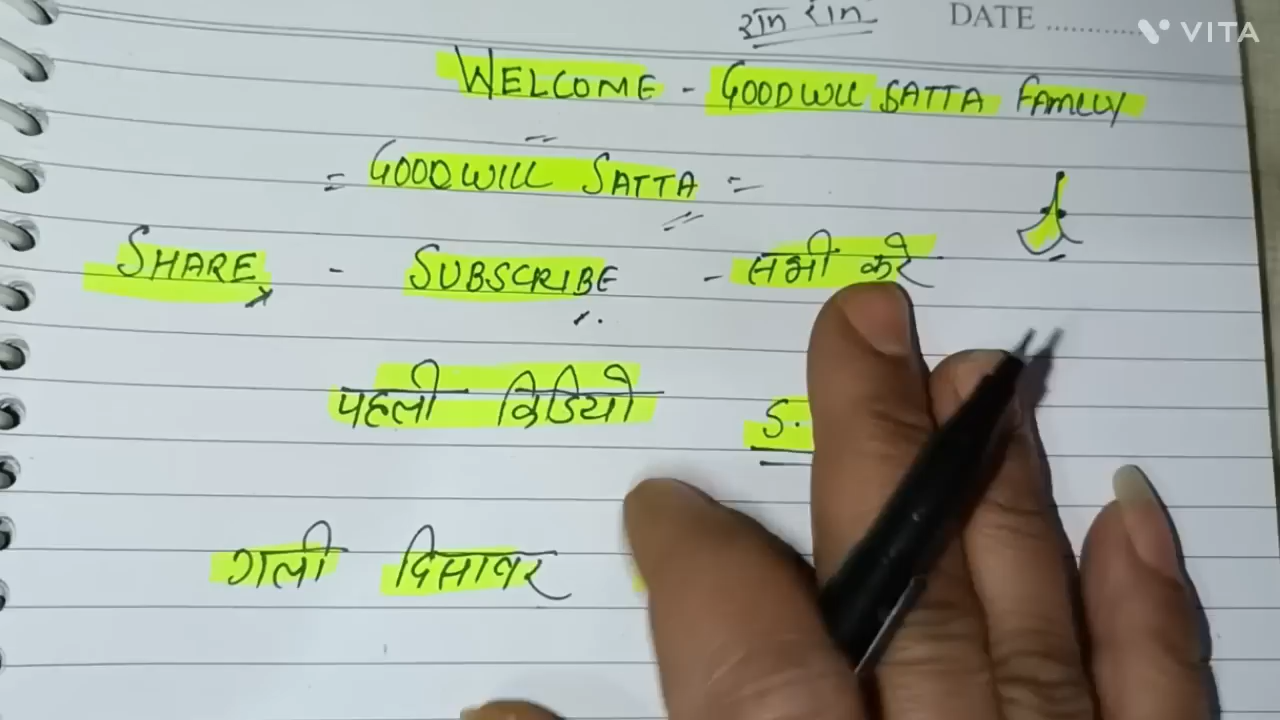 राम राम DATE ............ VITA
WELCOME - GOODWILL SATTA FAMILY
= GOODWILL SATTA =
SHARE - SUBSCRIBE - सभी करे
पहली विडियो S.
गली दिसावर